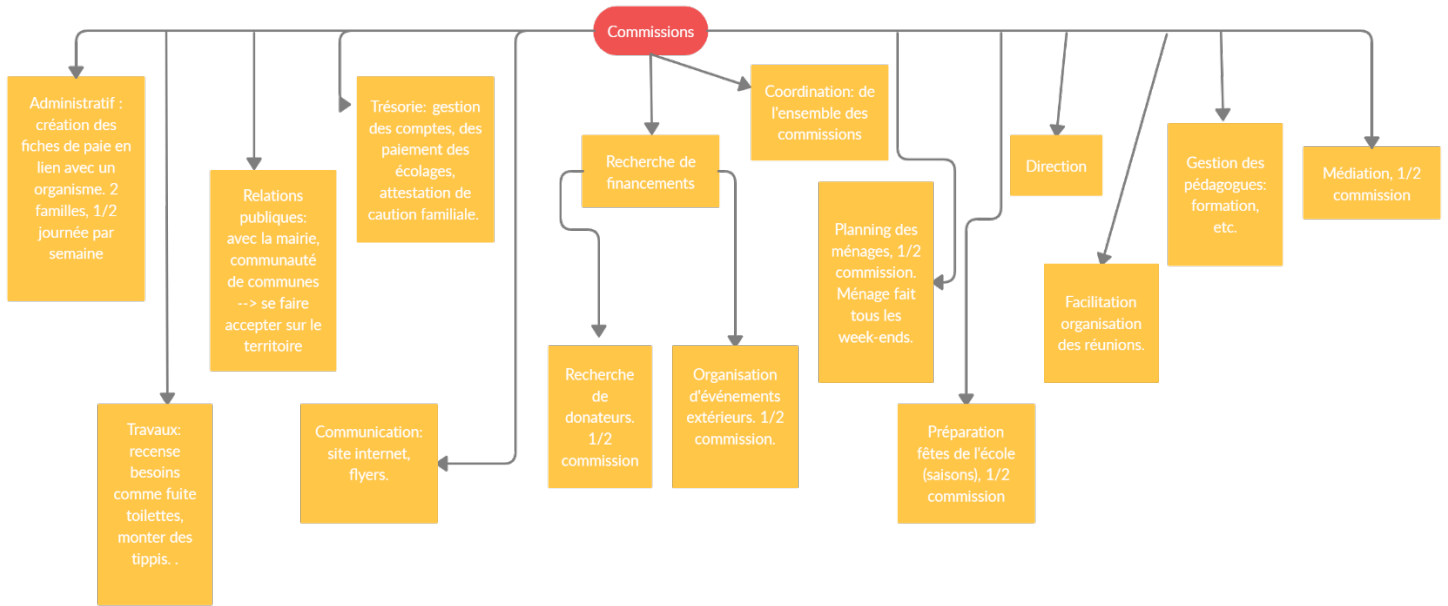 Commissions
Administratif :
création des
fiches de paie en
lien avec un
organisme. 2
familles, 1/2
journée par
semaine
Travaux:
recense
besoins
comme fuite
toilettes,
monter des
tippis. .
Relations
publiques:
avec la mairie,
communauté
de communes
--> se faire
accepter sur le
territoire
Trésorie: gestion
des comptes, des
paiement des
écolages,
attestation de
caution familiale.
Communication:
site internet,
flyers.
Recherche de
financements
Recherche
de
donateurs.
1/2
commission
Organisation
d'événements
extérieurs. 1/2
commission.
Coordination: de
l'ensemble des
commissions
Planning des
ménages, 1/2
commission.
Ménage fait
tous les
week-ends.
Préparation
fêtes de l'école
(saisons), 1/2
commission
Direction
Facilitation
organisation
des réunions.
Gestion des
pédagogues:
formation,
etc.
Médiation, 1/2
commission